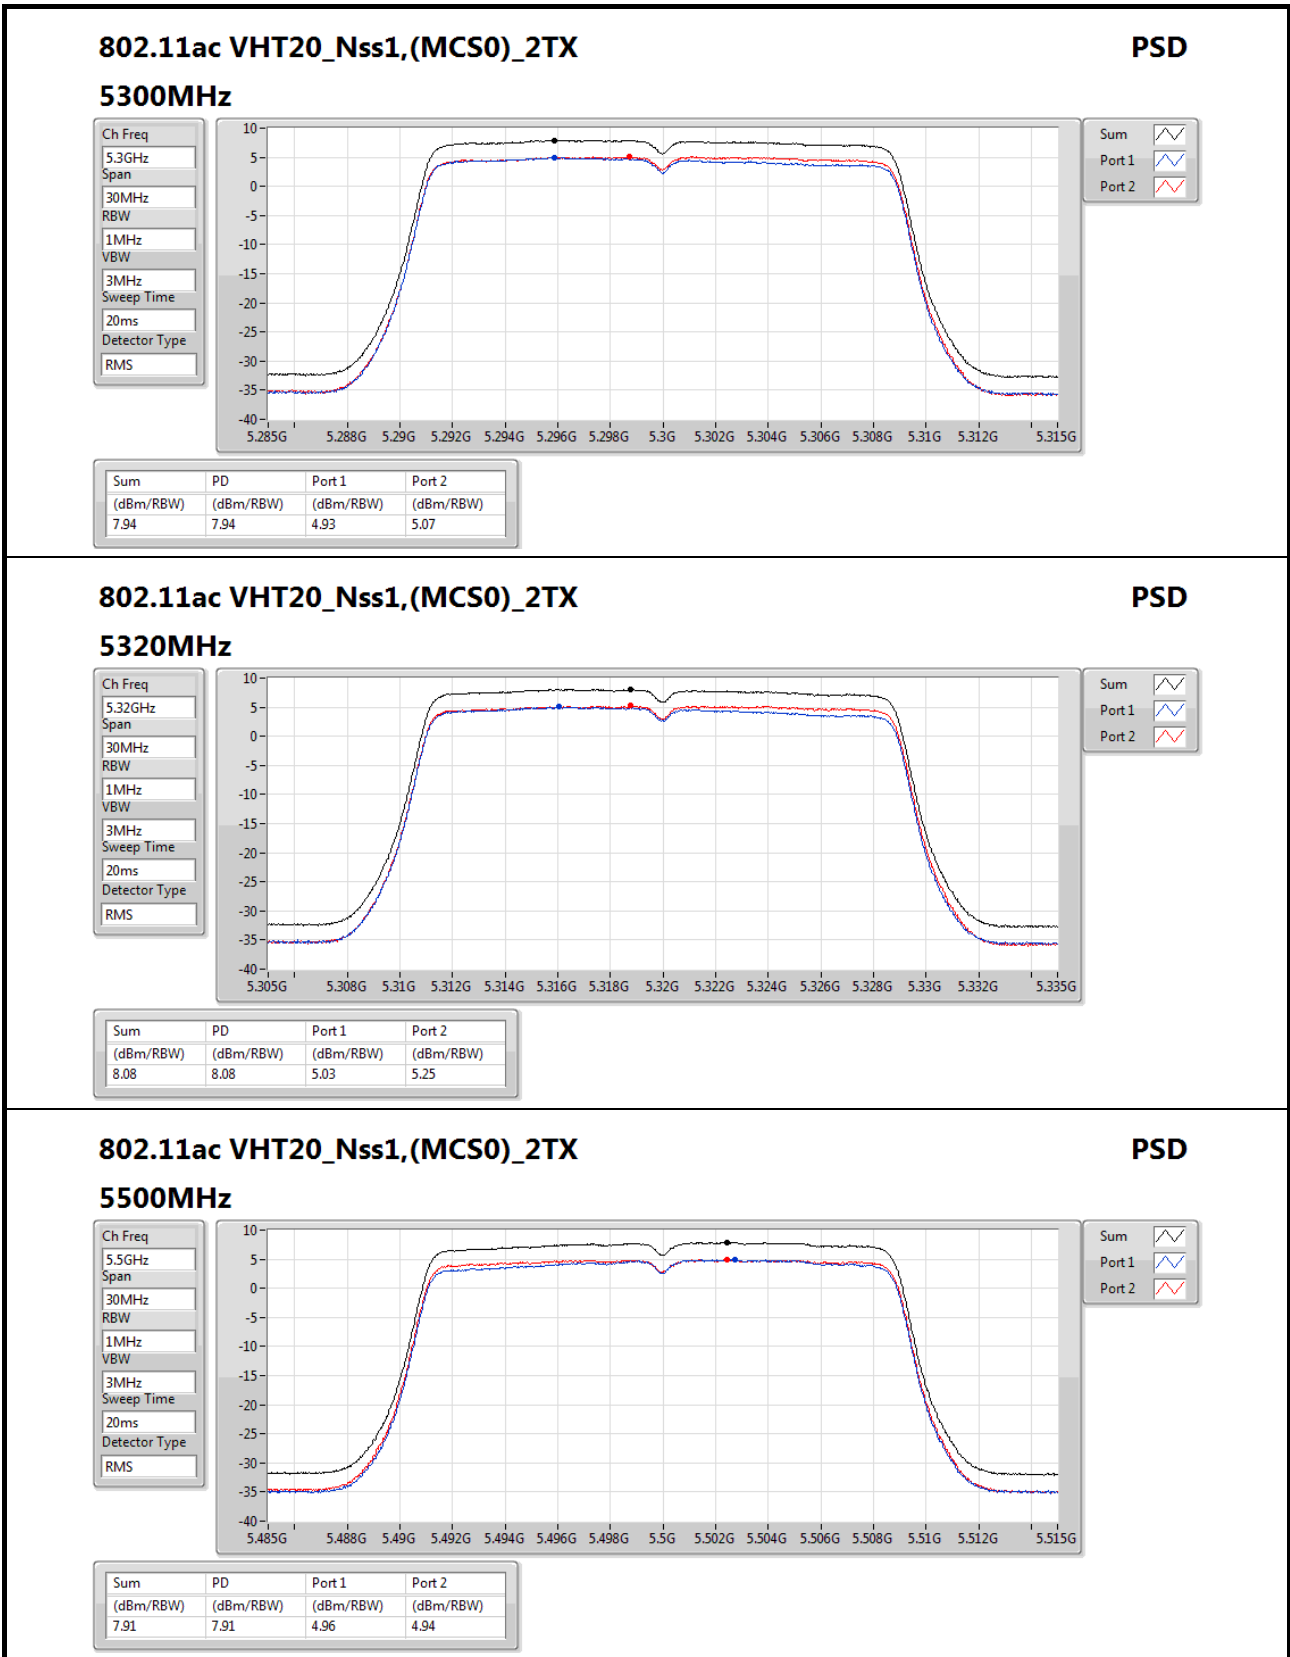 802.11ac VHT20_Nss1,(MCS0)_2TX PSD
5300MHz
Ch Freq
5.3GHz
Span
30MHz
RBW
1MHz
VBW
3MHz
Sweep Time
20ms
Detector Type
RMS
10
5
0
-5
-10
-15
-20
-25
-30
-35
-40
5.285G 5.288G 5.29G 5.292G 5.294G 5.296G 5.298G 5.3G 5.302G 5.304G 5.306G 5.308G 5.31G 5.312G 5.315G
Sum
Port 1
Port 2
Sum PD Port 1 Port 2
(dBm/RBW) (dBm/RBW) (dBm/RBW) (dBm/RBW)
7.94 7.94 4.93 5.07
802.11ac VHT20_Nss1,(MCS0)_2TX PSD
5320MHz
Ch Freq
5.32GHz
Span
30MHz
RBW
1MHz
VBW
3MHz
Sweep Time
20ms
Detector Type
RMS
10
5
0
-5
-10
-15
-20
-25
-30
-35
-40
5.305G 5.308G 5.31G 5.312G 5.314G 5.316G 5.318G 5.32G 5.322G 5.324G 5.326G 5.328G 5.33G 5.332G 5.335G
Sum
Port 1
Port 2
Sum PD Port 1 Port 2
(dBm/RBW) (dBm/RBW) (dBm/RBW) (dBm/RBW)
8.08 8.08 5.03 5.25
802.11ac VHT20_Nss1,(MCS0)_2TX PSD
5500MHz
Ch Freq
5.5GHz
Span
30MHz
RBW
1MHz
VBW
3MHz
Sweep Time
20ms
Detector Type
RMS
10
5
0
-5
-10
-15
-20
-25
-30
-35
-40
5.485G 5.488G 5.49G 5.492G 5.494G 5.496G 5.498G 5.5G 5.502G 5.504G 5.506G 5.508G 5.51G 5.512G 5.515G
Sum
Port 1
Port 2
Sum PD Port 1 Port 2
(dBm/RBW) (dBm/RBW) (dBm/RBW) (dBm/RBW)
7.91 7.91 4.96 4.94